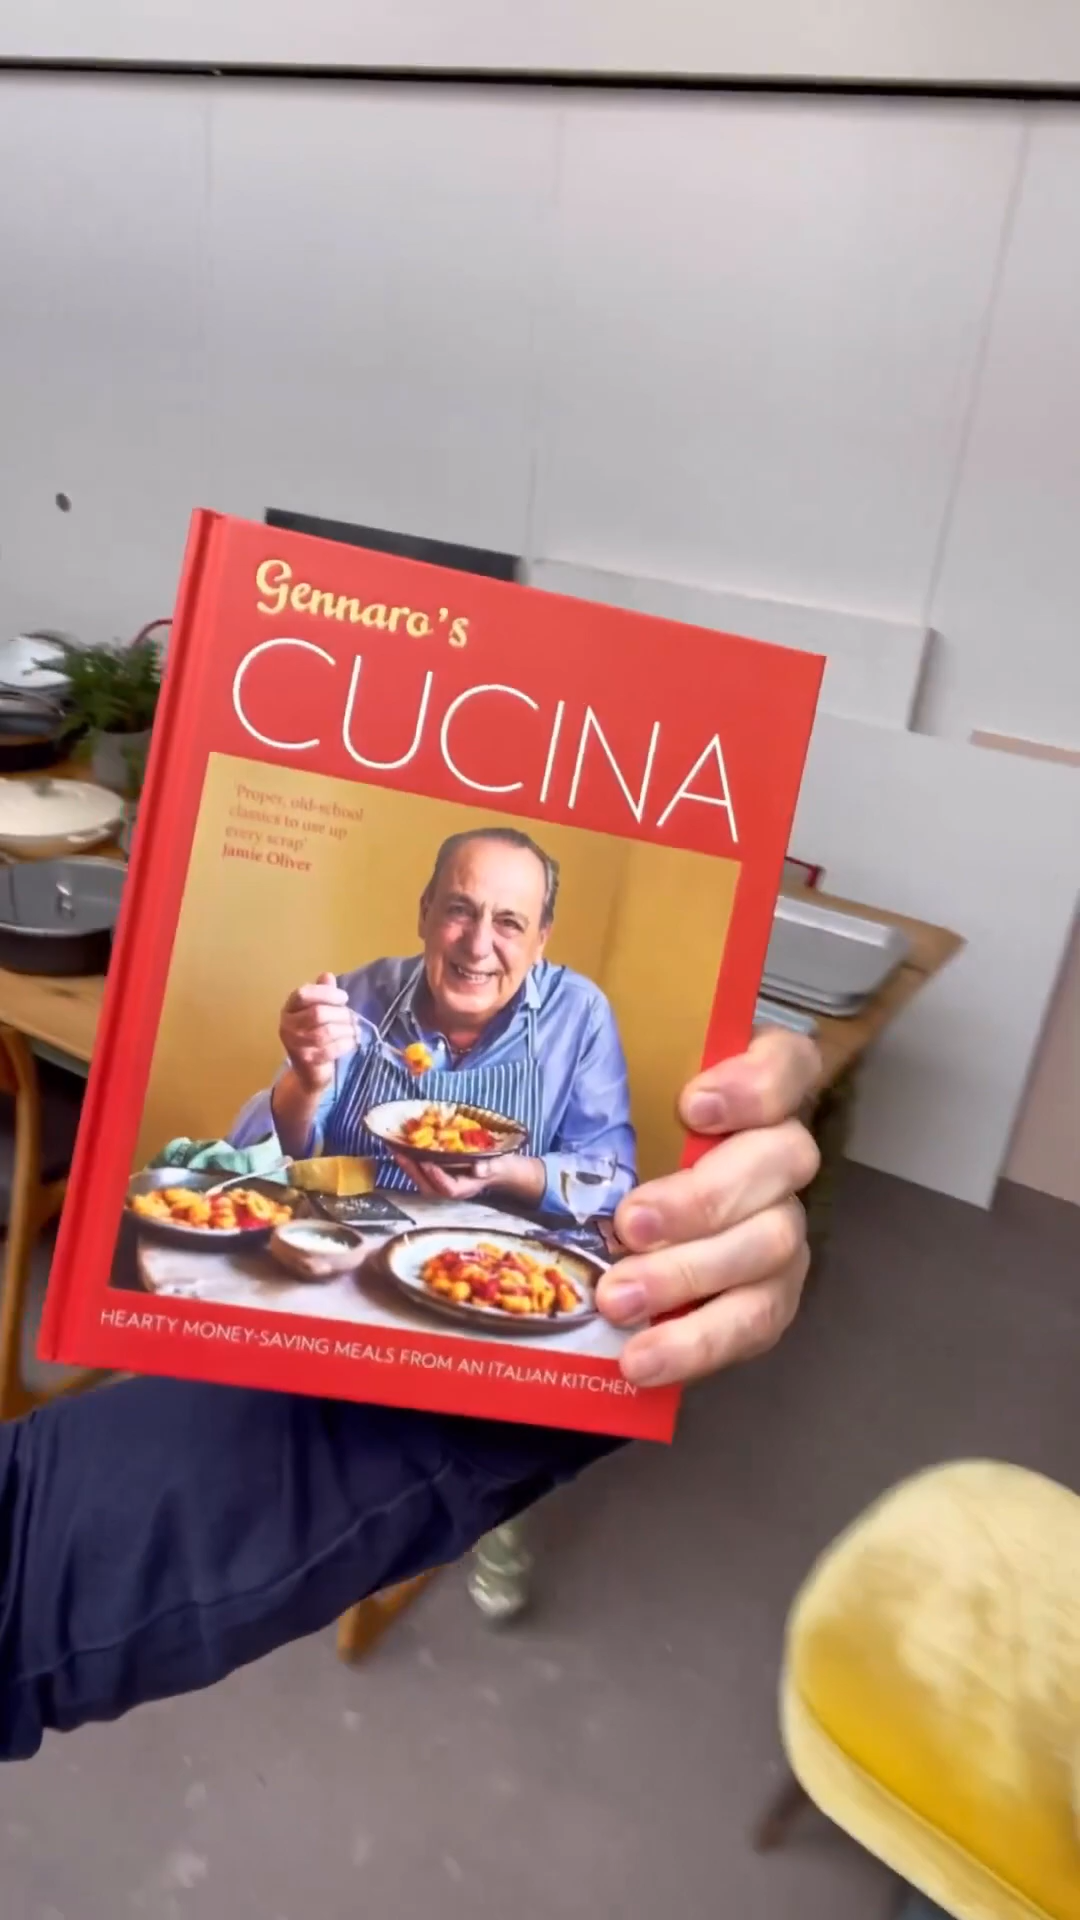 Gennaro's
CUCINA
'Proper, old-school
classics to use up
every scrap'
Jamie Oliver
HEARTY MONEY-SAVING MEALS FROM AN ITALIAN KITCHEN